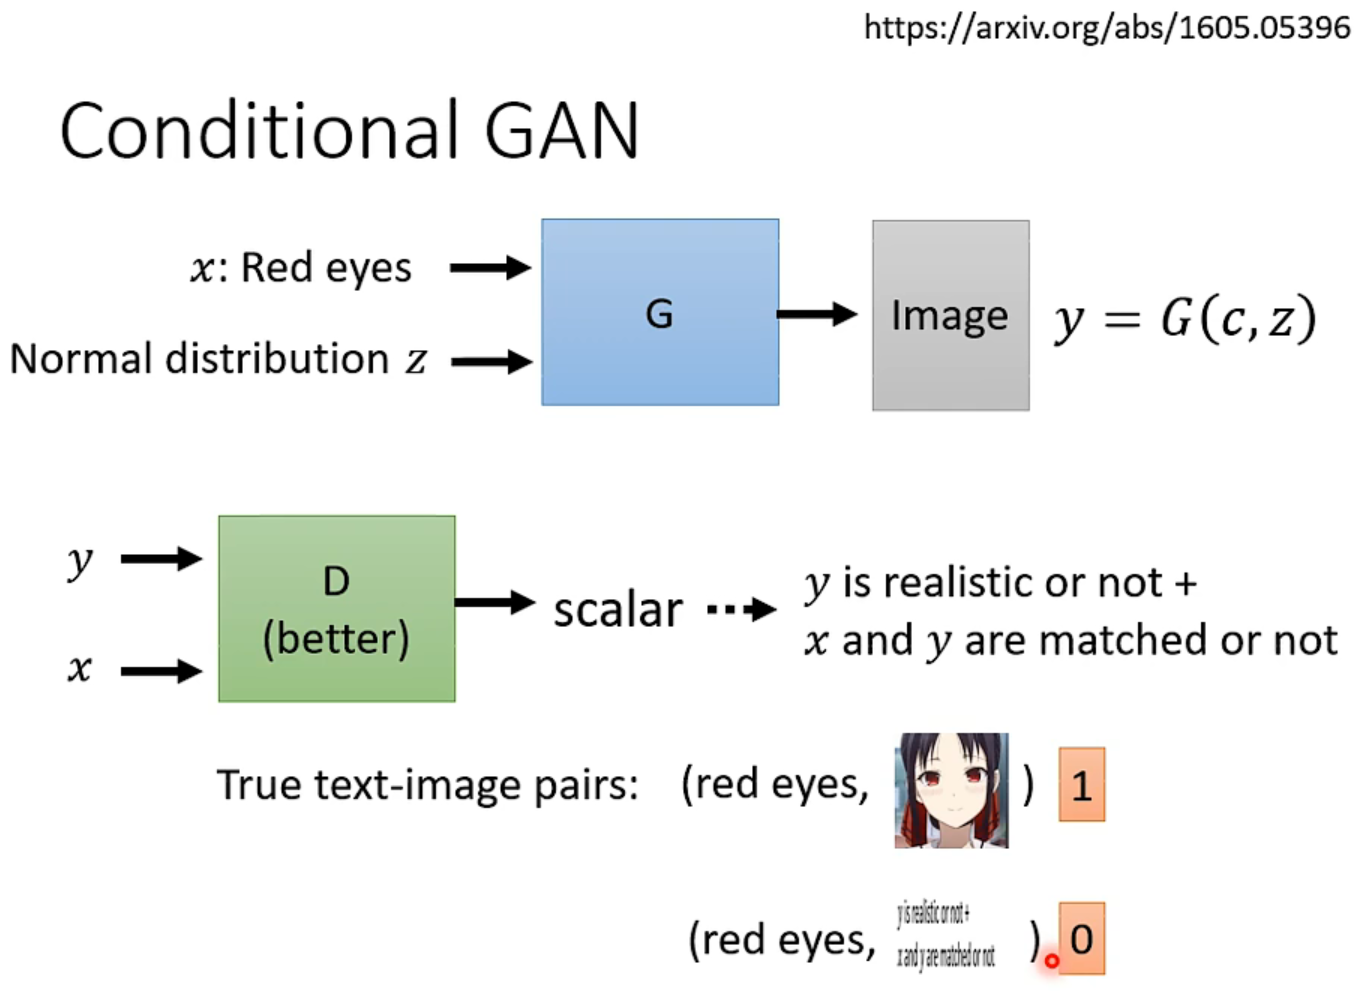 https://arxiv.org/abs/1605.05396
Conditional GAN
x: Red eyes
Normal distribution z
G
Image
y = G(c, z)
y
x
D
(better)
scalar
y is realistic or not +
x and y are matched or not
True text-image pairs: (red eyes, ) 1
(red eyes, y is realistic or not +
x and y are matched or not ) 0